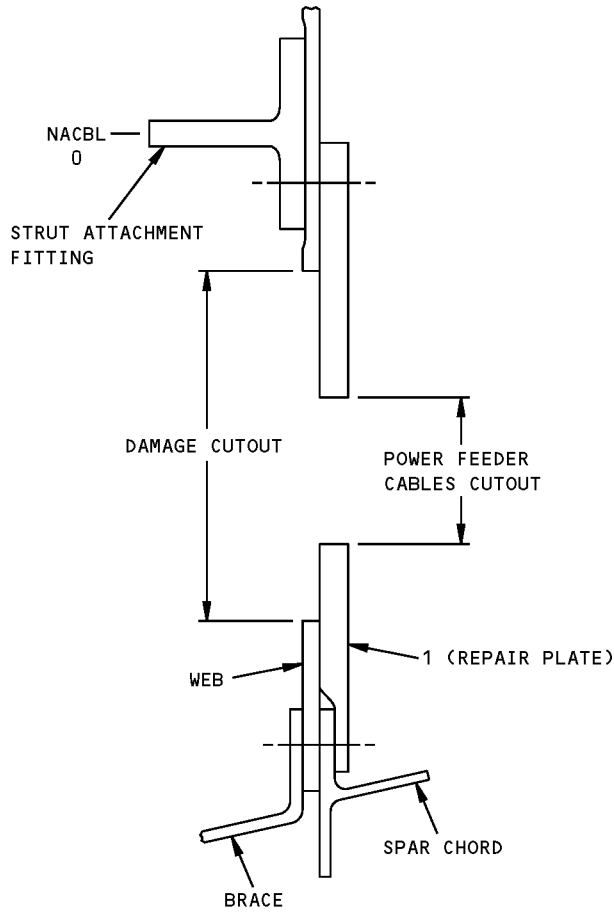 NACBL
0
STRUT ATTACHMENT
FITTING
DAMAGE CUTOUT
POWER FEEDER
CABLES CUTOUT
1 (REPAIR PLATE)
WEB
SPAR CHORD
BRACE